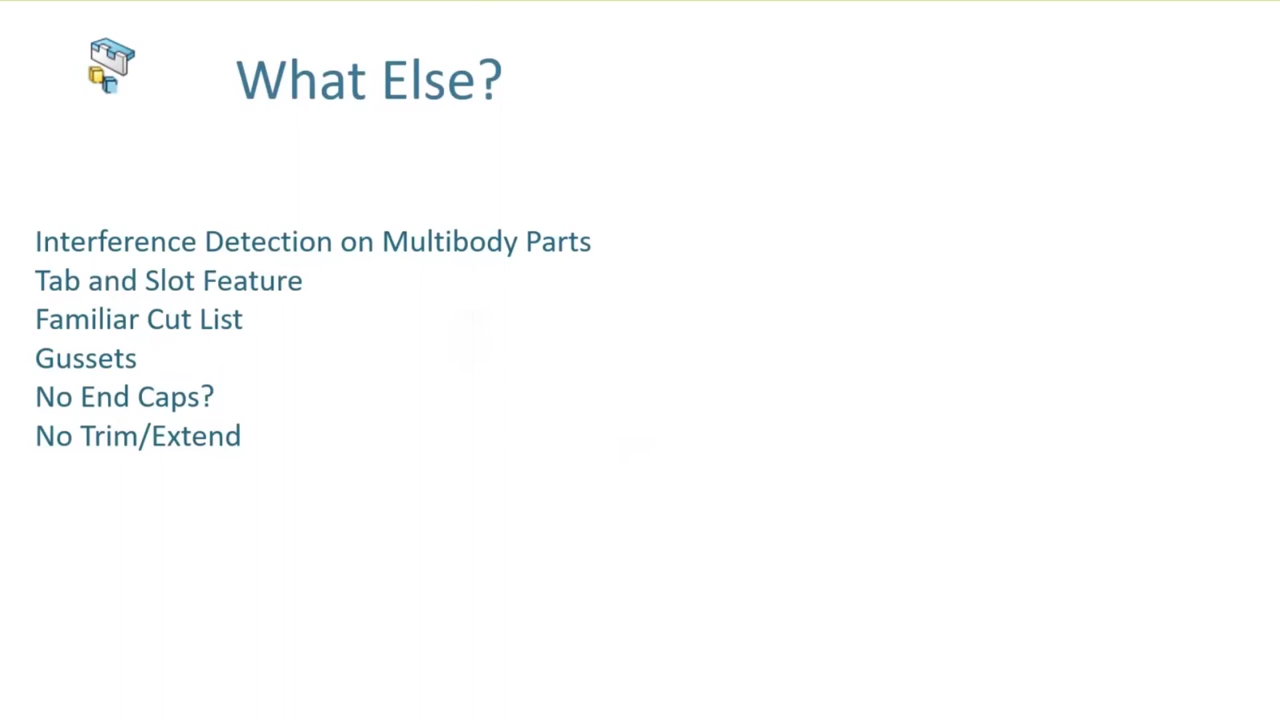 What Else?
Interference Detection on Multibody Parts
Tab and Slot Feature
Familiar Cut List
Gussets
No End Caps?
No Trim/Extend